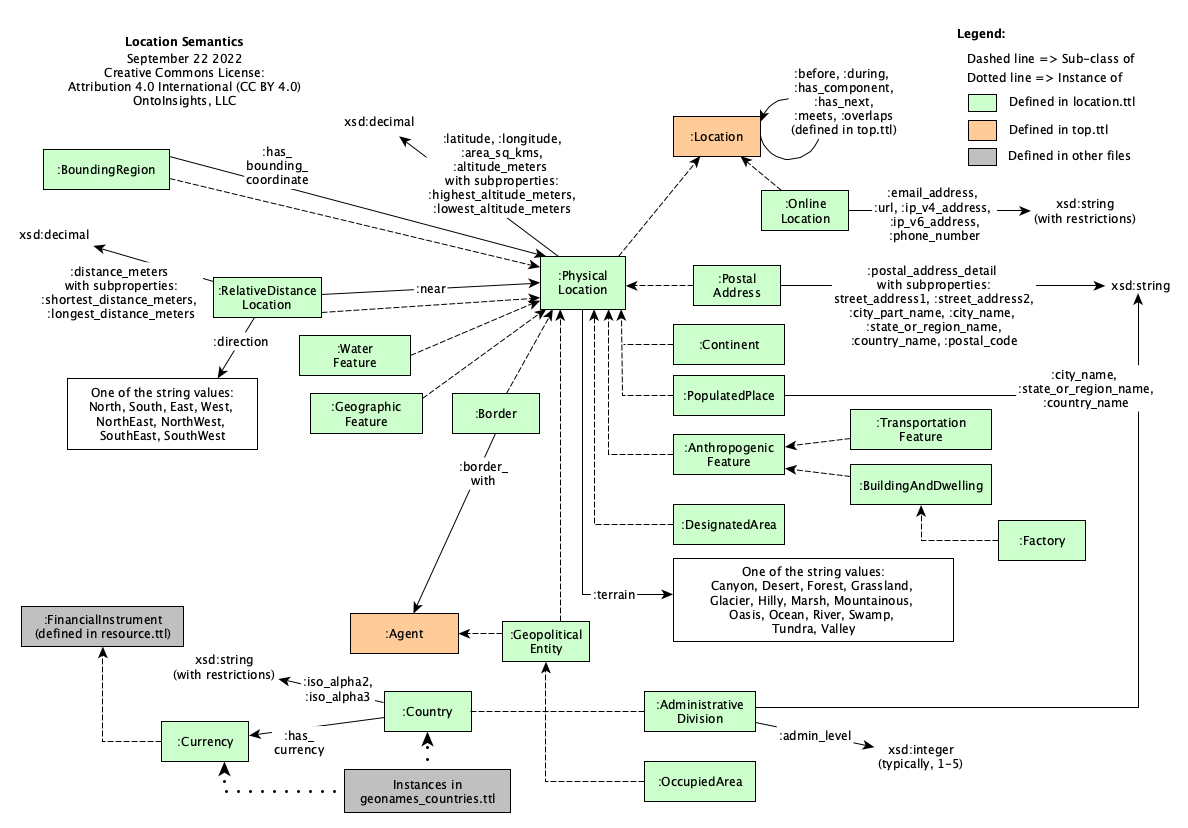 Location Semantics
September 22 2022
Creative Commons License:
Attribution 4.0 International (CC BY 4.0)
OntoInsights, LLC
Legend:
Dashed line => Sub-class of
Dotted line => Instance of
Defined in location.ttl
Defined in top.ttl
Defined in other files
:before, :during,
:has_component,
:has_next,
:meets, :overlaps
(defined in top.ttl)
:Location
xsd:decimal
:latitude, :longitude,
:area_sq_kms,
:altitude_meters
with subproperties:
:highest_altitude_meters,
:lowest_altitude_meters
:BoundingRegion
:has_
bounding_
coordinate
:Online
Location
:email_address,
:url, :ip_v4_address,
:ip_v6_address,
:phone_number
xsd:string
(with restrictions)
xsd:decimal
:distance_meters
with subproperties:
:shortest_distance_meters,
:longest_distance_meters
:RelativeDistance
Location
:near
:Physical
Location
:Postal
Address
:postal_address_detail
with subproperties:
street_address1, :street_address2,
:city_part_name, :city_name,
:state_or_region_name,
:country_name, :postal_code
xsd:string
:direction
:Water
Feature
:Continent
One of the string values:
North, South, East, West,
NorthEast, NorthWest,
SouthEast, SouthWest
:Geographic
Feature
:Border
:PopulatedPlace
:city_name,
:state_or_region_name,
:country_name
:Anthropogenic
Feature
:Transportation
Feature
:border_
with
:BuildingAndDwelling
:DesignatedArea
:Factory
:terrain
One of the string values:
Canyon, Desert, Forest, Grassland,
Glacier, Hilly, Marsh, Mountainous,
Oasis, Ocean, River, Swamp,
Tundra, Valley
:FinancialInstrument
(defined in resource.ttl)
:Agent
:Geopolitical
Entity
xsd:string
(with restrictions)
:iso_alpha2,
:iso_alpha3
:Country
:Administrative
Division
:Currency
:has_
currency
:admin_level
xsd:integer
(typically, 1-5)
Instances in
geonames_countries.ttl
:OccupiedArea